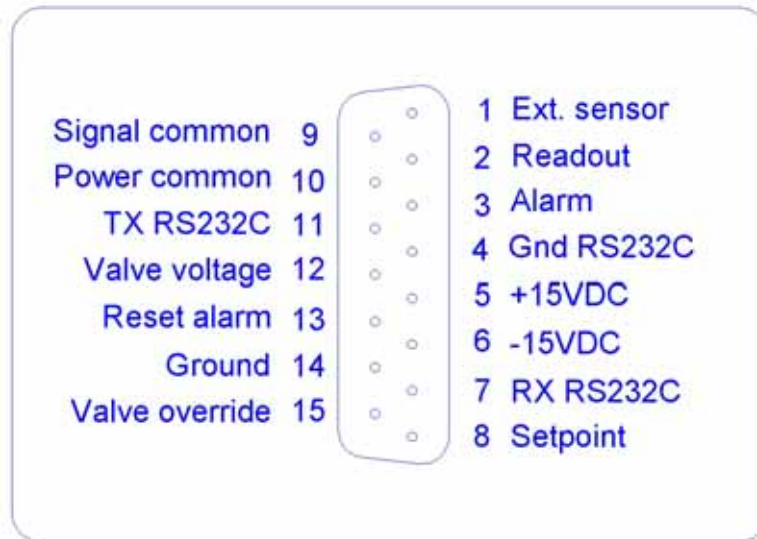 Signal common 9
Power common 10
TX RS232C 11
Valve voltage 12
Reset alarm 13
Ground 14
Valve override 15
1 Ext. sensor
2 Readout
3 Alarm
4 Gnd RS232C
5 +15VDC
6 -15VDC
7 RX RS232C
8 Setpoint